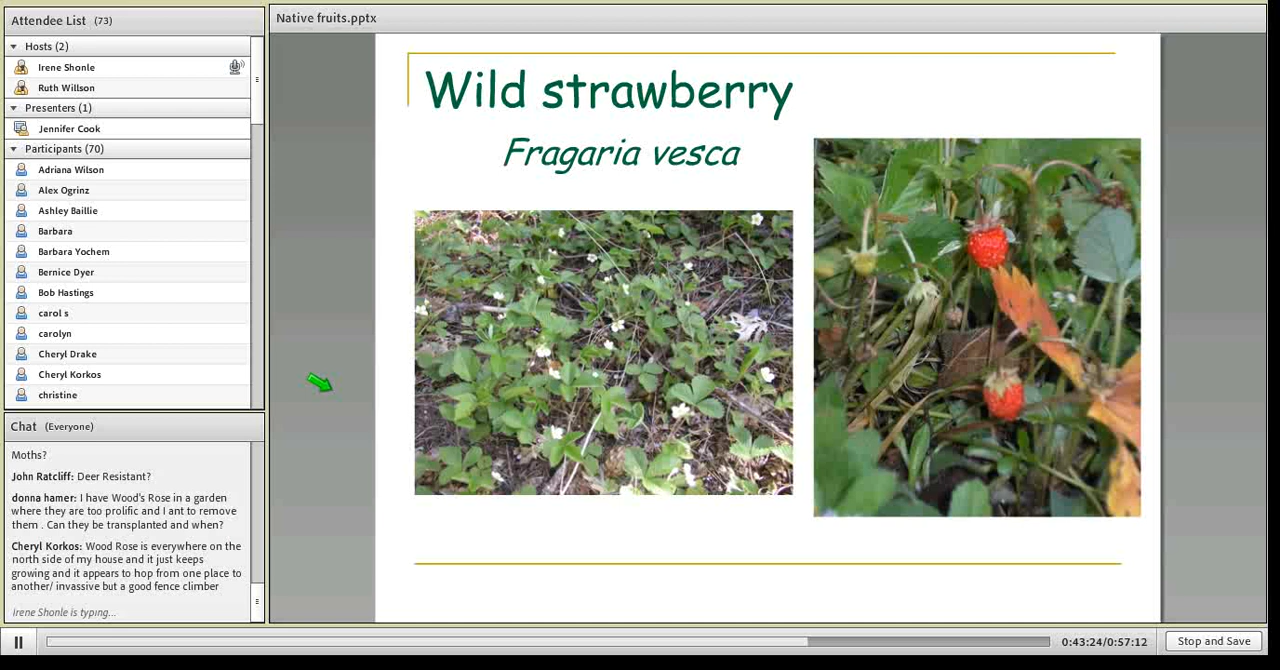 Attendee List (73)
Hosts (2)
Irene Shonle
Ruth Willson
Presenters (1)
Jennifer Cook
Participants (70)
Adriana Wilson
Alex Ogrinz
Ashley Baillie
Barbara
Barbara Yochem
Bernice Dyer
Bob Hastings
carol s
carolyn
Cheryl Drake
Cheryl Korkos
christine
Chat (Everyone)
Moths?
John Ratcliff: Deer Resistant?
donna hamer: I have Wood's Rose in a garden
where they are too prolific and I ant to remove
them . Can they be transplanted and when?
Cheryl Korkos: Wood Rose is everywhere on the
north side of my house and it just keeps
growing and it appears to hop from one place to
another/ invassive but a good fence climber
Irene Shonle is typing...
Native fruits.pptx
Wild strawberry
Fragaria vesca
0:43:24/0:57:12
Stop and Save